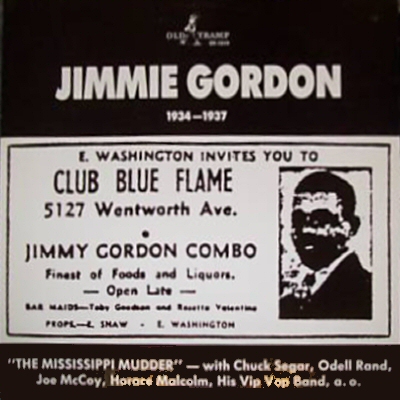 OLD TRAMP
JIMMIE GORDON
1934—1937
E. WASHINGTON INVITES YOU TO
CLUB BLUE FLAME
5127 Wentworth Ave.
JIMMY GORDON COMBO
Finest of Foods and Liquors.
— Open Late —
BAR MAIDS—Toby Goodson and Rosetta Valentine
PROPS.—E. SHAW - E. WASHINGTON
"THE MISSISSIPPI MUDDER" — with Chuck Segar, Odell Rand,
Joe McCoy, Horace Malcolm, His Vip Vop Band, a. o.